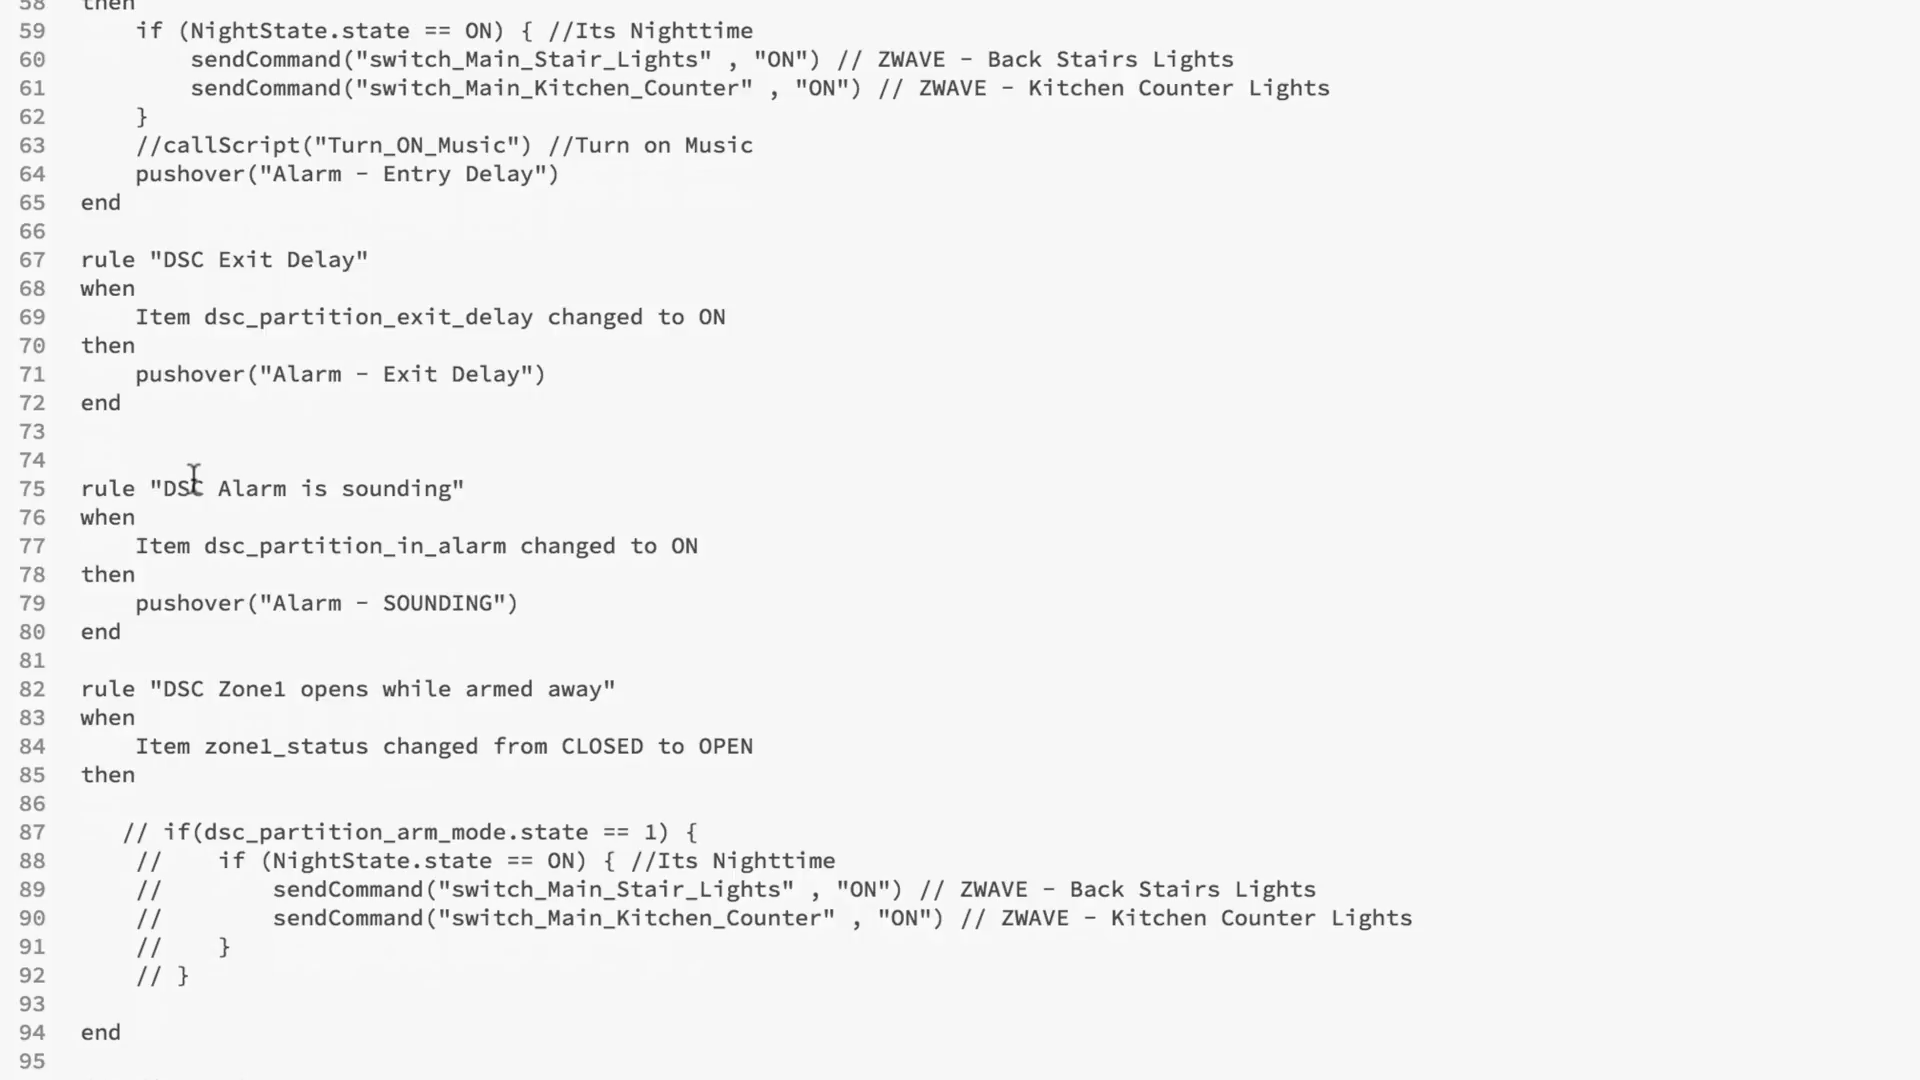 58 then
59 if (NightState.state == ON) { //Its Nighttime
60 sendCommand("switch_Main_Stair_Lights" , "ON") // ZWAVE - Back Stairs Lights
61 sendCommand("switch_Main_Kitchen_Counter" , "ON") // ZWAVE - Kitchen Counter Lights
62 }
63 //callScript("Turn_ON_Music") //Turn on Music
64 pushover("Alarm - Entry Delay")
65 end
66
67 rule "DSC Exit Delay"
68 when
69 Item dsc_partition_exit_delay changed to ON
70 then
71 pushover("Alarm - Exit Delay")
72 end
73
74
75 rule "DSC Alarm is sounding"
76 when
77 Item dsc_partition_in_alarm changed to ON
78 then
79 pushover("Alarm - SOUNDING")
80 end
81
82 rule "DSC Zone1 opens while armed away"
83 when
84 Item zone1_status changed from CLOSED to OPEN
85 then
86
87 // if(dsc_partition_arm_mode.state == 1) {
88 // if (NightState.state == ON) { //Its Nighttime
89 // sendCommand("switch_Main_Stair_Lights" , "ON") // ZWAVE - Back Stairs Lights
90 // sendCommand("switch_Main_Kitchen_Counter" , "ON") // ZWAVE - Kitchen Counter Lights
91 // }
92 // }
93
94 end
95